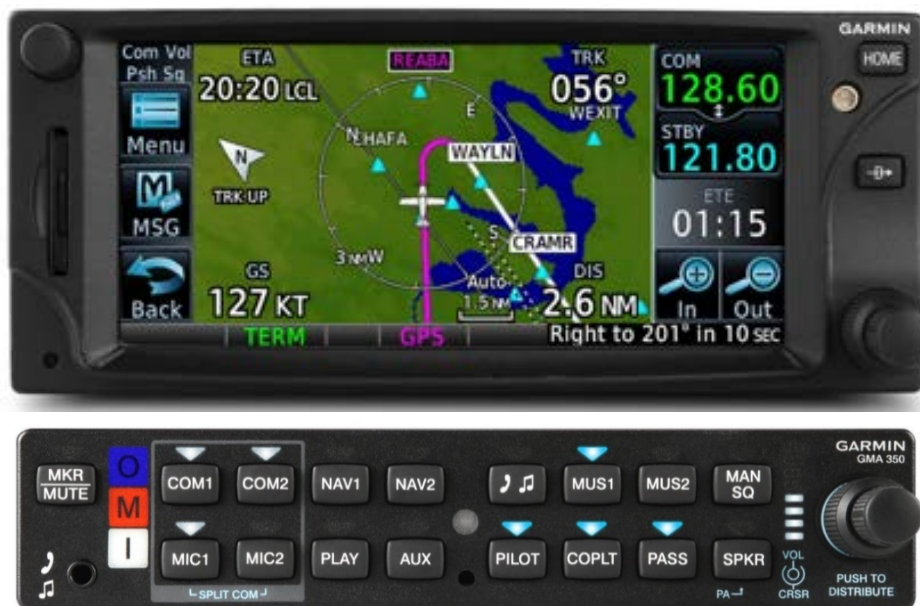 GARMIN
Com Vol
Psh Sq
ETA
20:20 LCL
REABA
TRK
056°
WEXIT
COM
128.60
STBY
121.80
HOME
Menu
N
TRK UP
N
CHAFA
E
WAYLN
MSG
ETE
01:15
S
CRAMR
3 NM
W
Back
GS
127 KT
Auto
1.5 NM
DIS
2.6 NM
In
Out
TERM
GPS
Right to 201° in 10 SEC
GARMIN
GMA 350
MKR
MUTE
O
M
I
COM1
COM2
NAV1
NAV2
MUS1
MUS2
MAN
SQ
MIC1
MIC2
PLAY
AUX
PILOT
COPLT
PASS
SPKR
SPLIT COM
PA
VOL
CRSR
PUSH TO
DISTRIBUTE